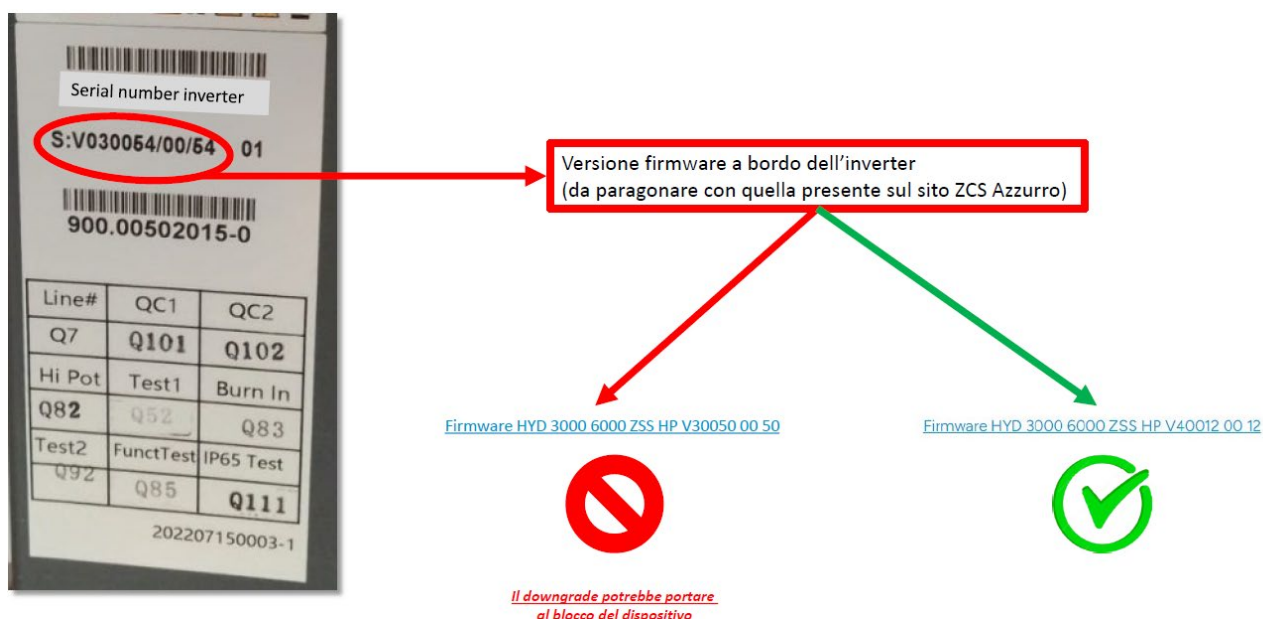 Serial number inverter
S:V030054/00/54 01
900.00502015-0
Line# QC1 QC2
Q7 Q101 Q102
Hi Pot Test1 Burn In
Q82 Q52 Q83
Test2 FunctTest IP65 Test
Q92 Q85 Q111
202207150003-1
Versione firmware a bordo dell'inverter
(da paragonare con quella presente sul sito ZCS Azzurro)
Firmware HYD 3000 6000 ZSS HP V30050 00 50
Firmware HYD 3000 6000 ZSS HP V40012 00 12
Il downgrade potrebbe portare
al blocco del dispositivo